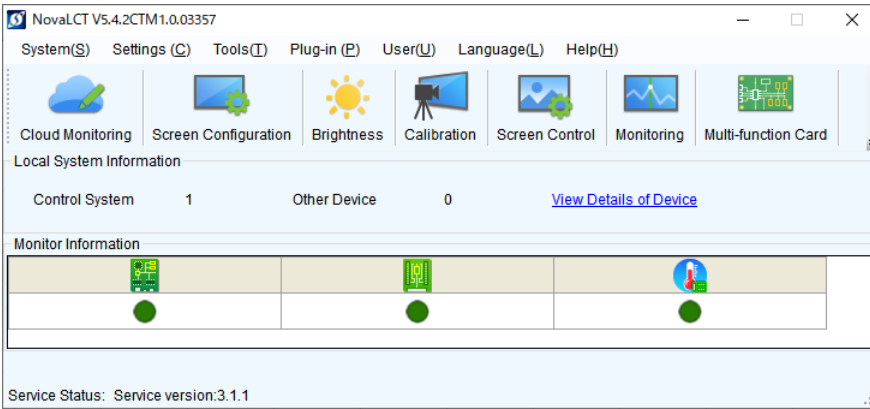 NovaLCT V5.4.2CTM1.0.03357
System(S) Settings (C) Tools(T) Plug-in (P) User(U) Language(L) Help(H)
Cloud Monitoring Screen Configuration Brightness Calibration Screen Control Monitoring Multi-function Card
Local System Information
Control System 1 Other Device 0 View Details of Device
Monitor Information
Service Status: Service version:3.1.1